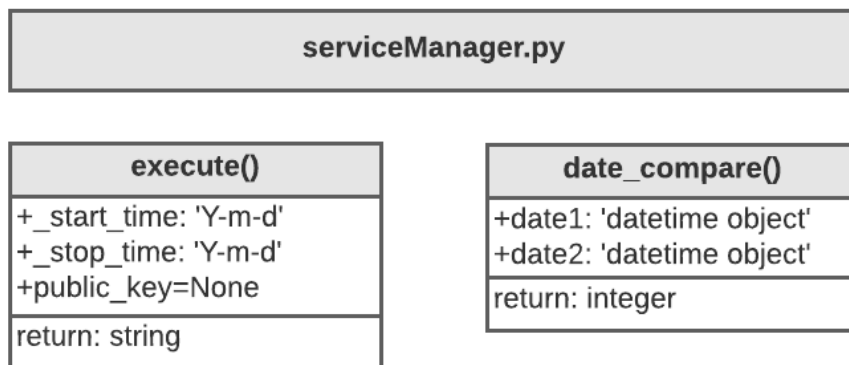 serviceManager.py
execute()
+_start_time: 'Y-m-d'
+_stop_time: 'Y-m-d'
+public_key=None
return: string
date_compare()
+date1: 'datetime object'
+date2: 'datetime object'
return: integer